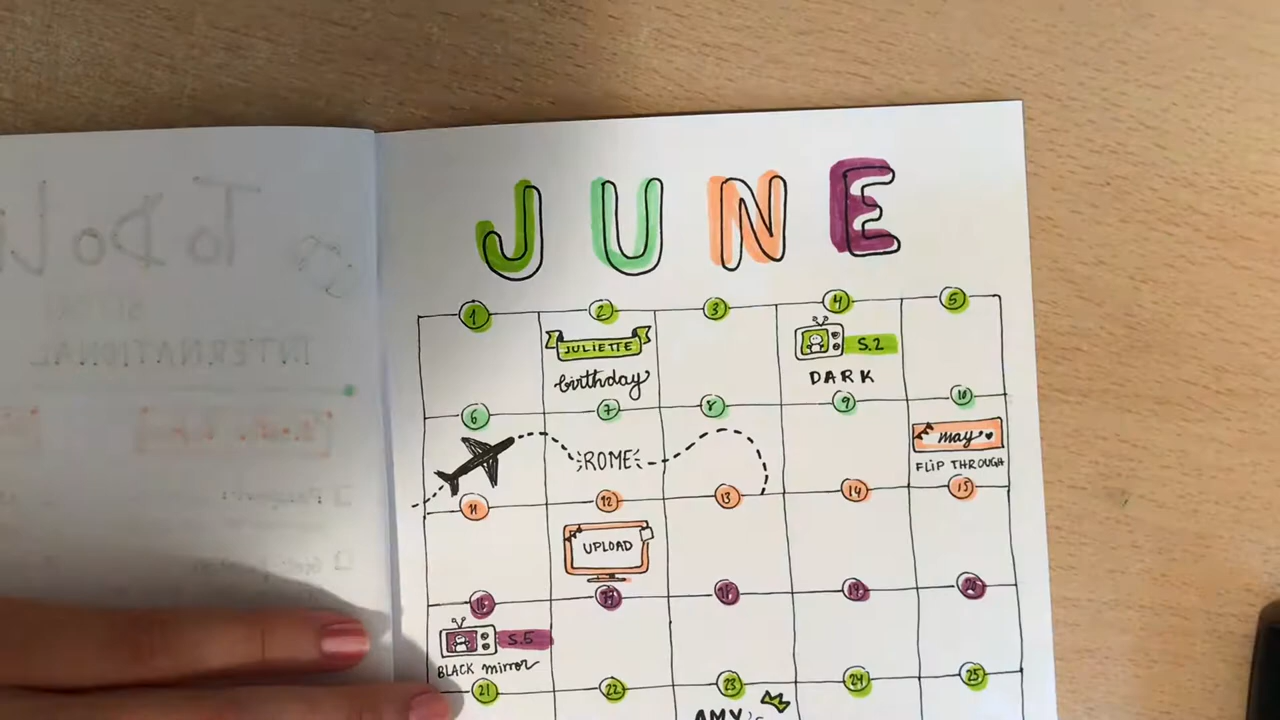 JUNE
1 2 3 4 5
JULIETTE
birthday
S.2
DARK
6 7 8 9 10
ROME
may
FLIP THROUGH
11 12 13 14 15
UPLOAD
16 17 18 19 20
S.5
BLACK mirror
21 22 23 24 25
AMY's